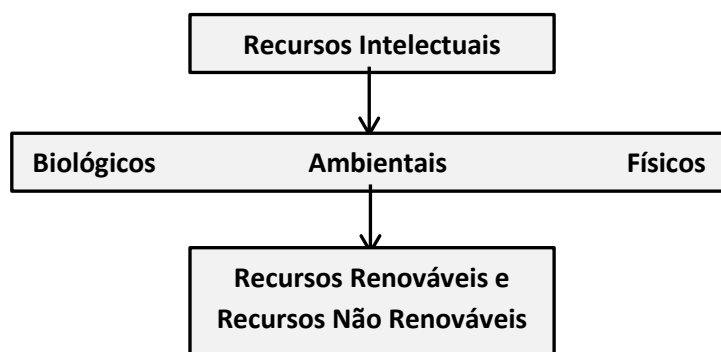 Recursos Intelectuais
Biológicos Ambientais Físicos
Recursos Renováveis e
Recursos Não Renováveis